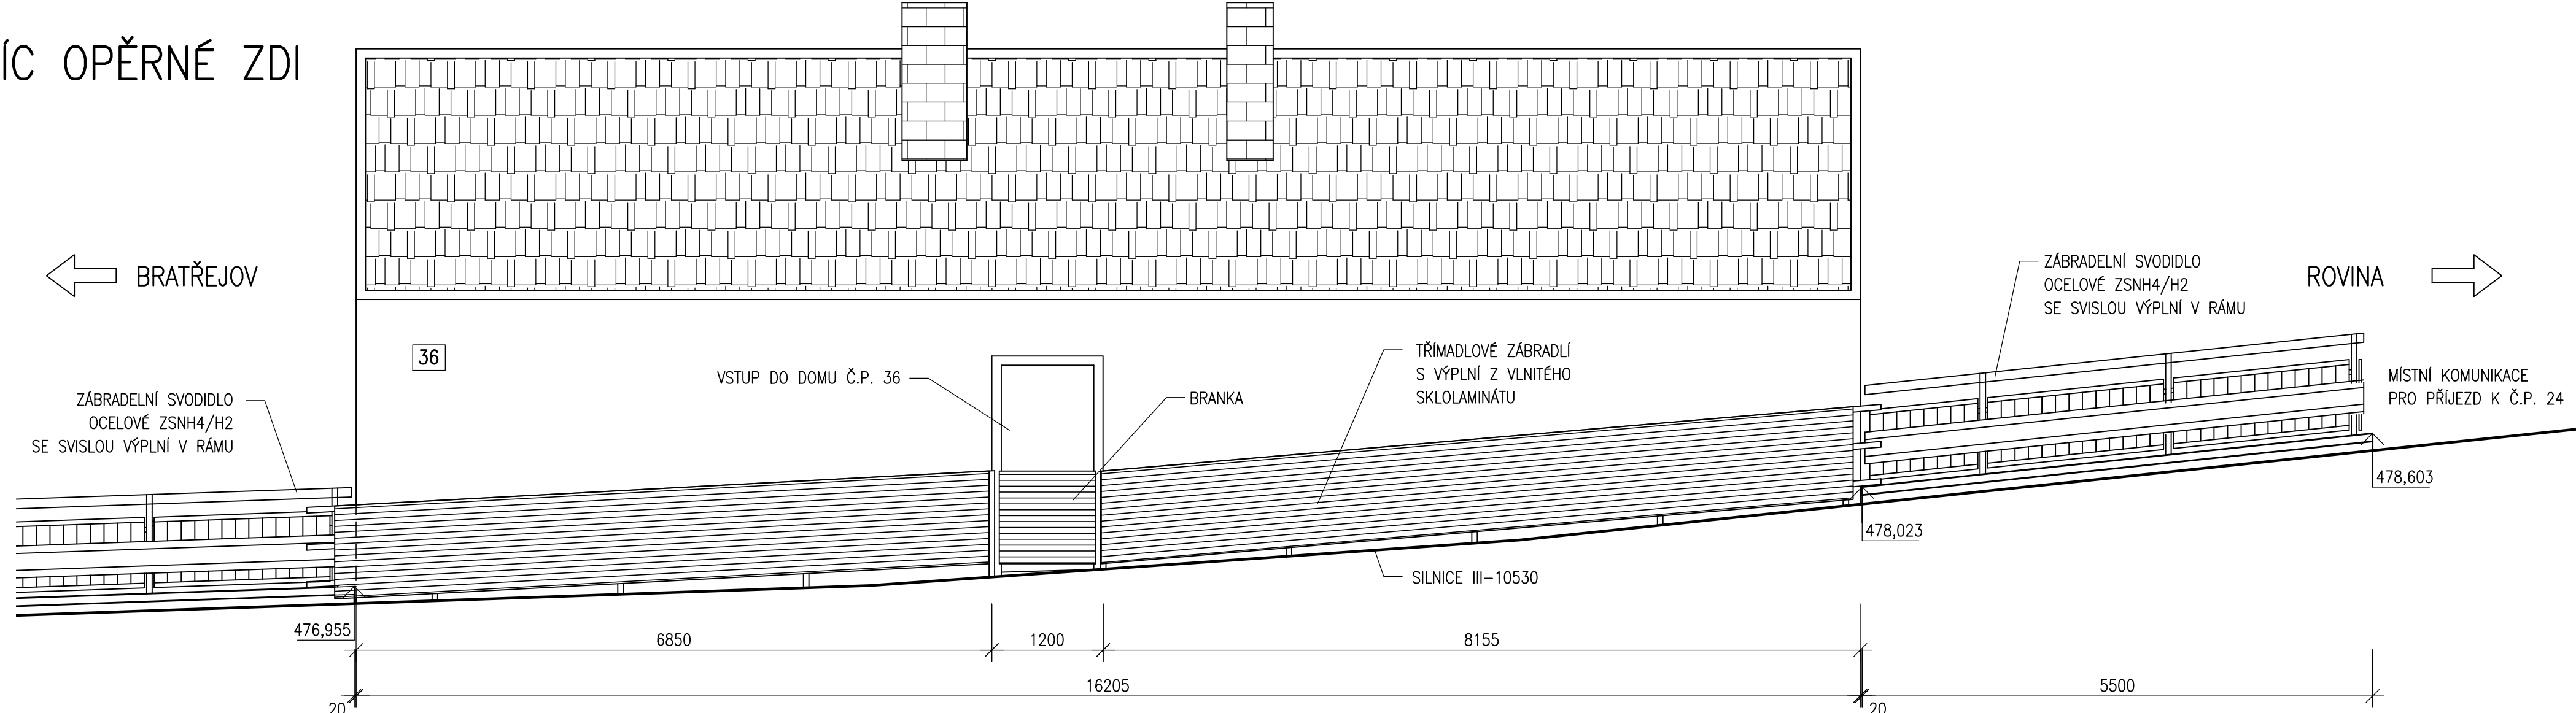 ÍC OPĚRNÉ ZDI
BRATŘEJOV
ROVINA
ZÁBRADELNÍ SVODIDLO
OCELOVÉ ZSNH4/H2
SE SVISLOU VÝPLNÍ V RÁMU
36
VSTUP DO DOMU Č.P. 36
BRANKA
TŘÍMADLOVÉ ZÁBRADLÍ
S VÝPLNÍ Z VLNITÉHO
SKLOLAMINÁTU
ZÁBRADELNÍ SVODIDLO
OCELOVÉ ZSNH4/H2
SE SVISLOU VÝPLNÍ V RÁMU
MÍSTNÍ KOMUNIKACE
PRO PŘÍJEZD K Č.P. 24
478,603
478,023
SILNICE III-10530
476,955
6850
1200
8155
16205
5500
20
20